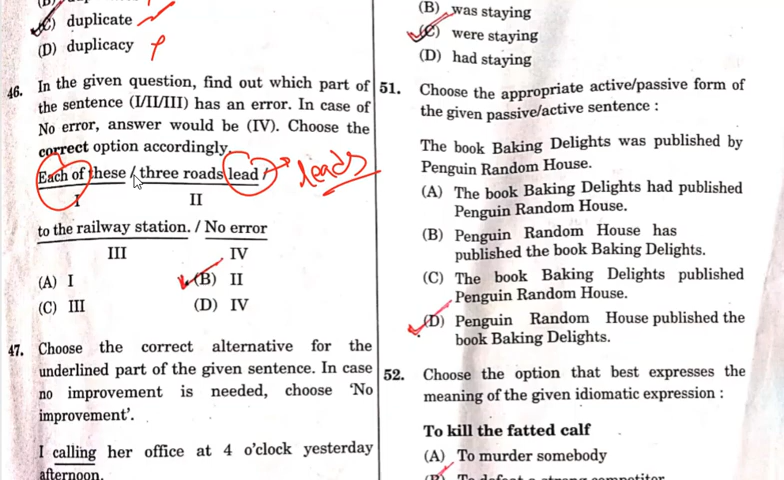 (C) duplicate
(D) duplicacy
46. In the given question, find out which part of
the sentence (I/II/III) has an error. In case of
No error, answer would be (IV). Choose the
correct option accordingly.
Each of these / three roads lead / leads
I II
to the railway station. / No error
III IV
(A) I (B) II
(C) III (D) IV
47. Choose the correct alternative for the
underlined part of the given sentence. In case
no improvement is needed, choose 'No
improvement'.
I calling her office at 4 o'clock yesterday
afternoon.
(B) was staying
(C) were staying
(D) had staying
51. Choose the appropriate active/passive form of
the given passive/active sentence :
The book Baking Delights was published by
Penguin Random House.
(A) The book Baking Delights had published
Penguin Random House.
(B) Penguin Random House has
published the book Baking Delights.
(C) The book Baking Delights published
Penguin Random House.
(D) Penguin Random House published the
book Baking Delights.
52. Choose the option that best expresses the
meaning of the given idiomatic expression :
To kill the fatted calf
(A) To murder somebody